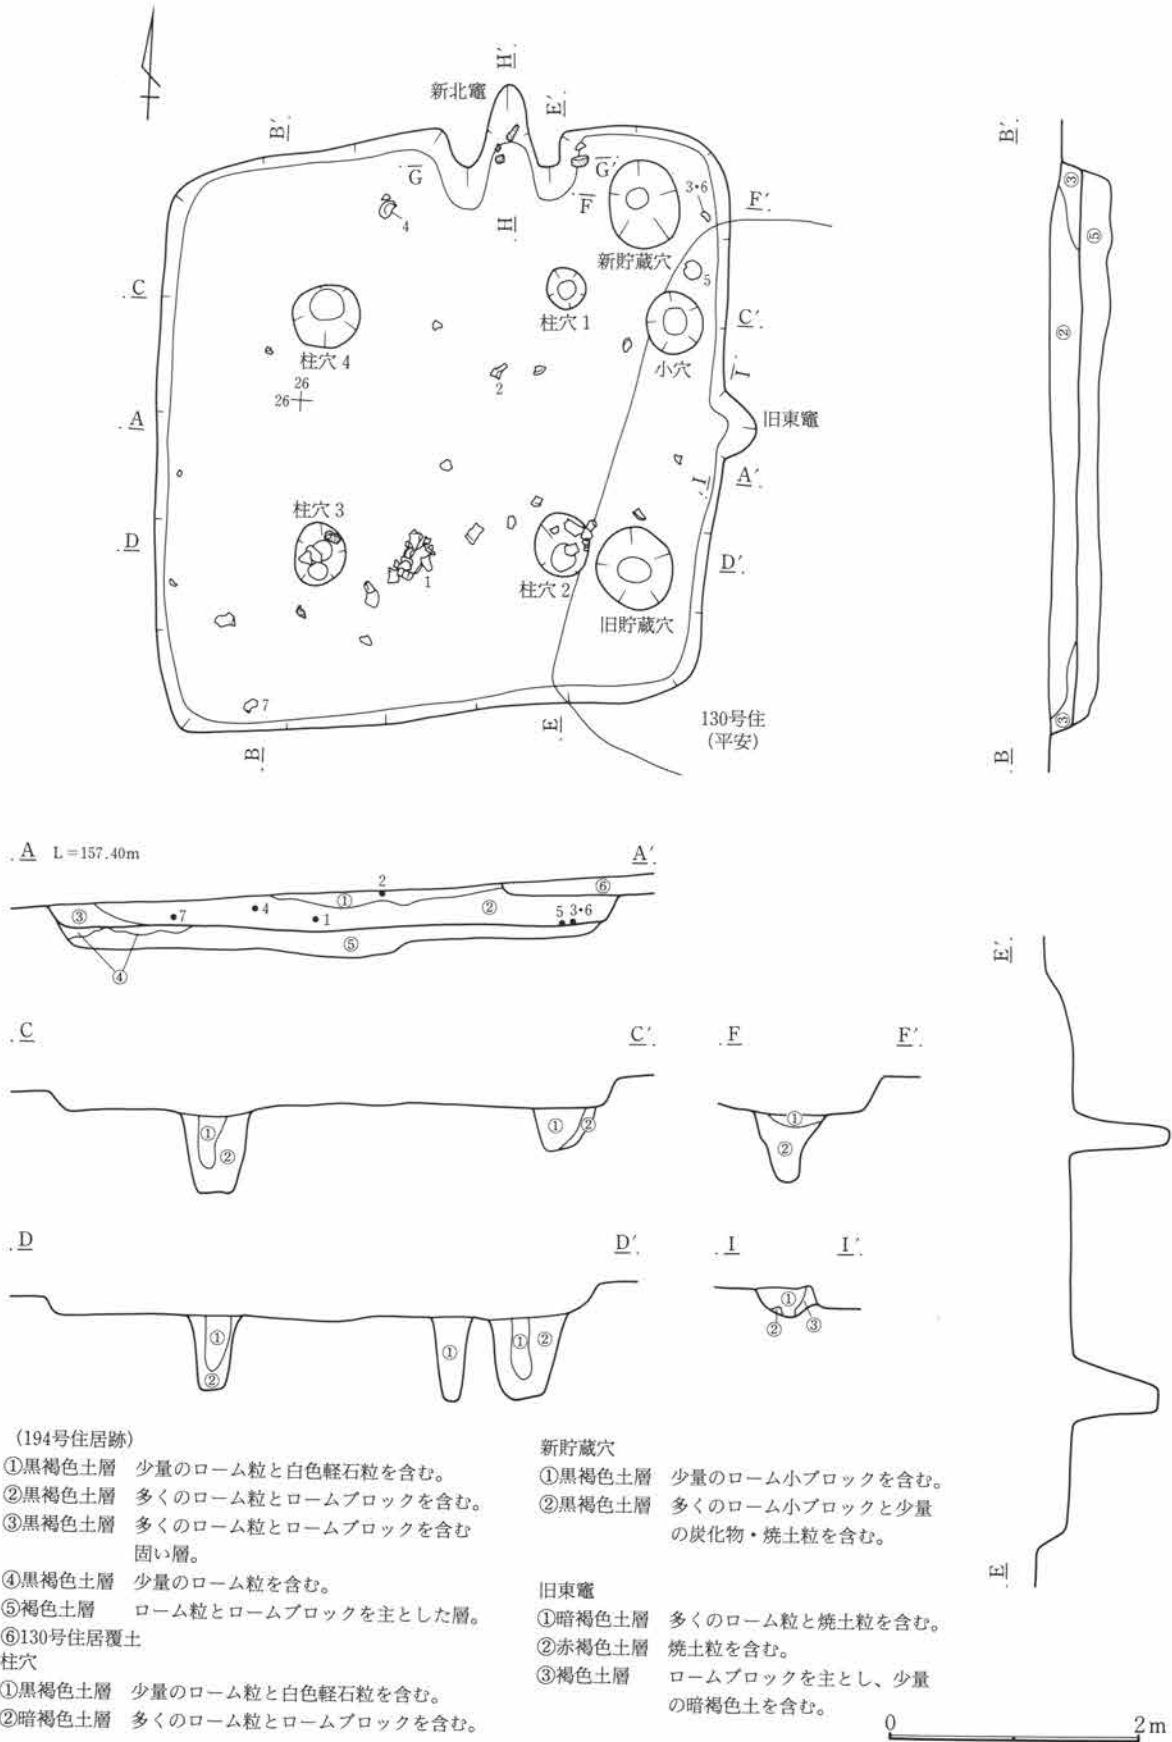 H′.
新北竈
E′.
B′.
G
G′.
F
3・6
F′.
4
H
新貯蔵穴
5
.C
柱穴1
C′.
柱穴4
小穴
I′
2
26
26
.A
旧東竈
.I
A′.
柱穴3
.D
1
柱穴2
D′.
旧貯蔵穴
7
130号住
(平安)
B
E
B′.
③
⑤
②
③
B
.A L=157.40m
A′.
2
①
⑥
③
7
4
1
②
5 3・6
⑤
④
E′.
.C
C′.
.F
F′.
①
②
①
②
①
②
.D
D′.
.I
I′.
①
②
①
①
②
①
②
③
E
(194号住居跡)
①黒褐色土層 少量のローム粒と白色軽石粒を含む。
②黒褐色土層 多くのローム粒とロームブロックを含む。
③黒褐色土層 多くのローム粒とロームブロックを含む
固い層。
④黒褐色土層 少量のローム粒を含む。
⑤褐色土層 ローム粒とロームブロックを主とした層。
⑥130号住居覆土
柱穴
①黒褐色土層 少量のローム粒と白色軽石粒を含む。
②暗褐色土層 多くのローム粒とロームブロックを含む。
新貯蔵穴
①黒褐色土層 少量のローム小ブロックを含む。
②黒褐色土層 多くのローム小ブロックと少量
の炭化物・焼土粒を含む。
旧東竈
①暗褐色土層 多くのローム粒と焼土粒を含む。
②赤褐色土層 焼土粒を含む。
③褐色土層 ロームブロックを主とし、少量
の暗褐色土を含む。
0 2m